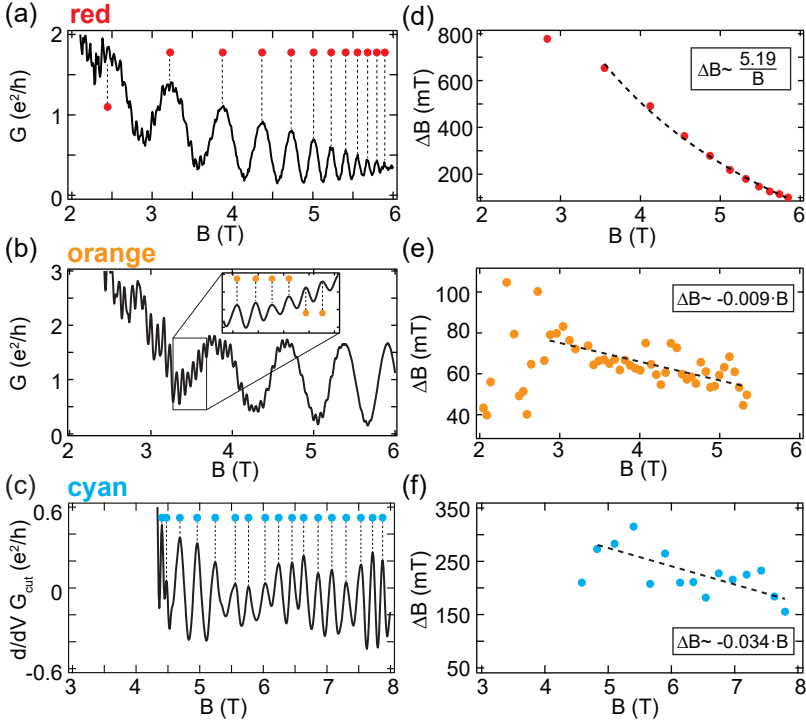 (a) red
G (e²/h)
2
1
0
2 3 4 5 6
B (T)
(d)
ΔB (mT)
800
600
400
200
ΔB~ 5.19/B
2 3 4 5 6
B (T)
(b) orange
G (e²/h)
3
2
1
0
2 3 4 5 6
B (T)
(e)
ΔB (mT)
100
80
60
40
ΔB~ -0.009·B
2 3 4 5 6
B (T)
(c) cyan
d/dV G_cut (e²/h)
0.6
0
-0.6
3 4 5 6 7 8
B (T)
(f)
ΔB (mT)
350
250
150
50
ΔB~ -0.034·B
3 4 5 6 7 8
B (T)